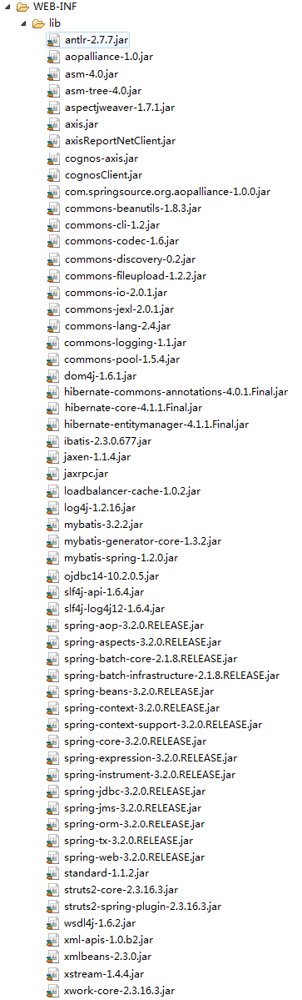 WEB-INF
lib
antlr-2.7.7.jar
aopalliance-1.0.jar
asm-4.0.jar
asm-tree-4.0.jar
aspectjweaver-1.7.1.jar
axis.jar
axisReportNetClient.jar
cognos-axis.jar
cognosClient.jar
com.springsource.org.aopalliance-1.0.0.jar
commons-beanutils-1.8.3.jar
commons-cli-1.2.jar
commons-codec-1.6.jar
commons-discovery-0.2.jar
commons-fileupload-1.2.2.jar
commons-io-2.0.1.jar
commons-jexl-2.0.1.jar
commons-lang-2.4.jar
commons-logging-1.1.jar
commons-pool-1.5.4.jar
dom4j-1.6.1.jar
hibernate-commons-annotations-4.0.1.Final.jar
hibernate-core-4.1.1.Final.jar
hibernate-entitymanager-4.1.1.Final.jar
ibatis-2.3.0.677.jar
jaxen-1.1.4.jar
jaxrpc.jar
loadbalancer-cache-1.0.2.jar
log4j-1.2.16.jar
mybatis-3.2.2.jar
mybatis-generator-core-1.3.2.jar
mybatis-spring-1.2.0.jar
ojdbc14-10.2.0.5.jar
slf4j-api-1.6.4.jar
slf4j-log4j12-1.6.4.jar
spring-aop-3.2.0.RELEASE.jar
spring-aspects-3.2.0.RELEASE.jar
spring-batch-core-2.1.8.RELEASE.jar
spring-batch-infrastructure-2.1.8.RELEASE.jar
spring-beans-3.2.0.RELEASE.jar
spring-context-3.2.0.RELEASE.jar
spring-context-support-3.2.0.RELEASE.jar
spring-core-3.2.0.RELEASE.jar
spring-expression-3.2.0.RELEASE.jar
spring-instrument-3.2.0.RELEASE.jar
spring-jdbc-3.2.0.RELEASE.jar
spring-jms-3.2.0.RELEASE.jar
spring-orm-3.2.0.RELEASE.jar
spring-tx-3.2.0.RELEASE.jar
spring-web-3.2.0.RELEASE.jar
standard-1.1.2.jar
struts2-core-2.3.16.3.jar
struts2-spring-plugin-2.3.16.3.jar
wsdl4j-1.6.2.jar
xml-apis-1.0.b2.jar
xmlbeans-2.3.0.jar
xstream-1.4.4.jar
xwork-core-2.3.16.3.jar